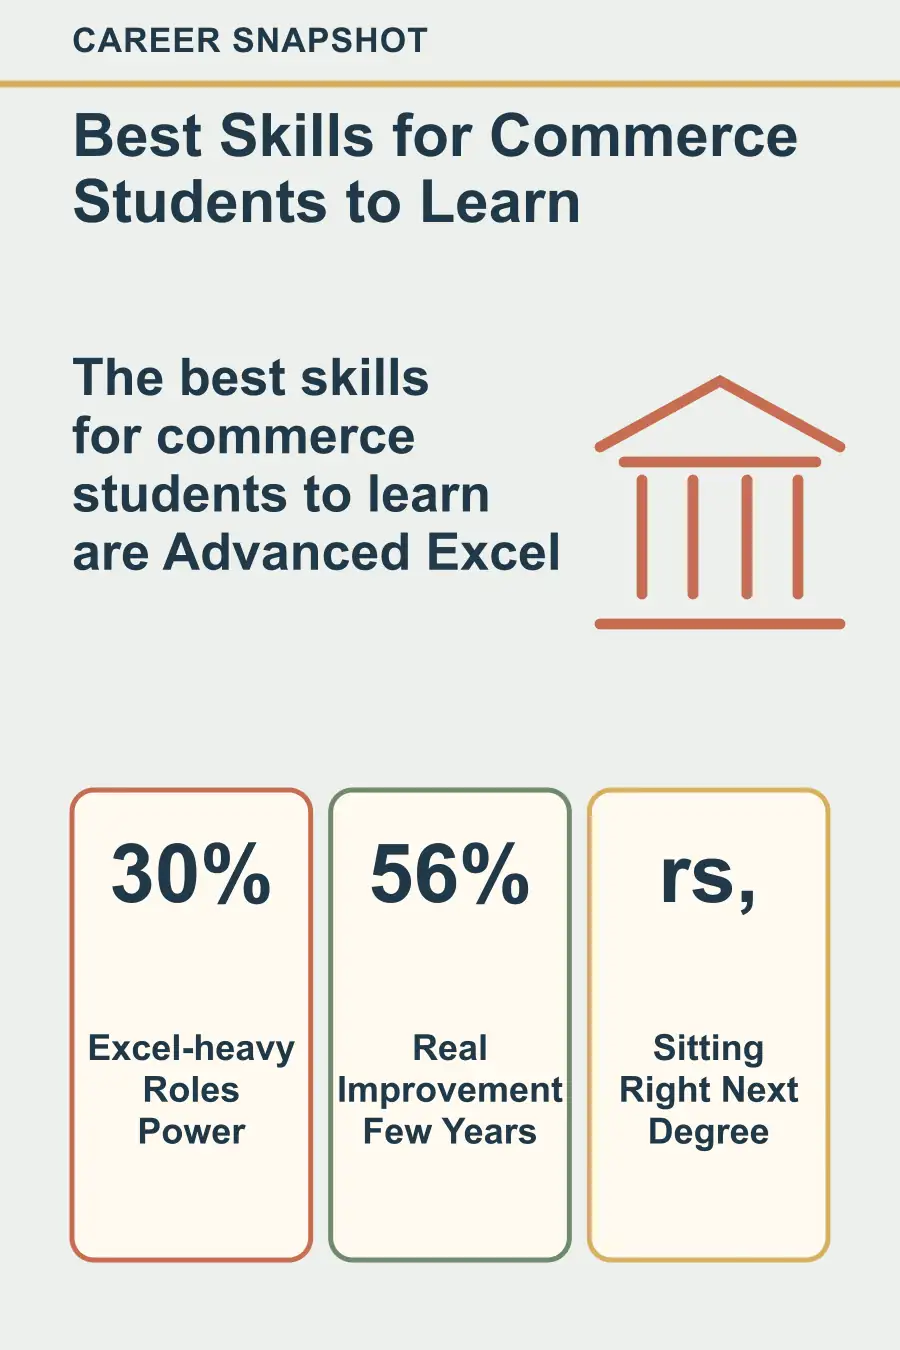 CAREER SNAPSHOT
Best Skills for Commerce
Students to Learn
The best skills
for commerce
students to learn
are Advanced Excel
30%
Excel-heavy
Roles
Power
56%
Real
Improvement
Few Years
rs,
Sitting
Right Next
Degree